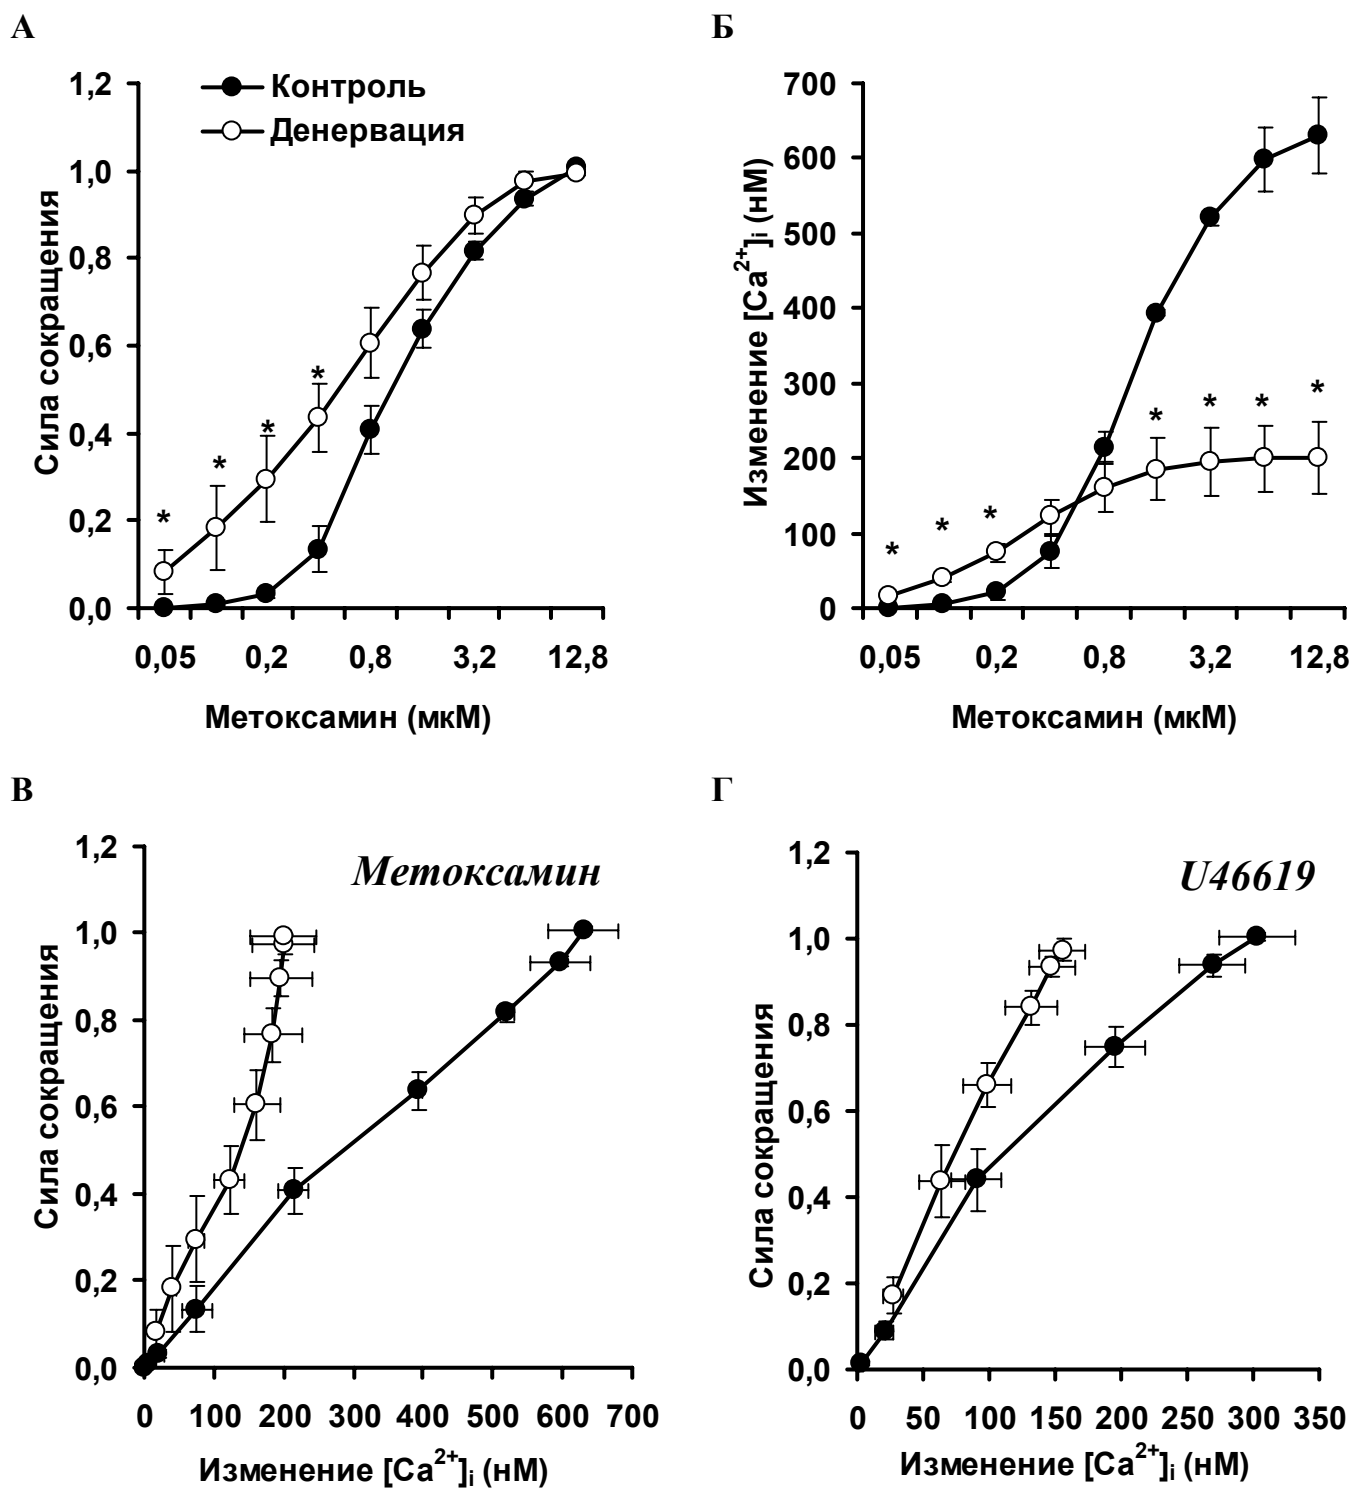 А
Сила сокращения
1,2
1,0
0,8
0,6
0,4
0,2
0,0
Контроль
Денервация
* * * *
0,05 0,2 0,8 3,2 12,8
Метоксамин (мкМ)
Б
Изменение [Ca2+]i (нМ)
700
600
500
400
300
200
100
0
* * * * * * *
0,05 0,2 0,8 3,2 12,8
Метоксамин (мкМ)
В
Сила сокращения
1,2
1,0
0,8
0,6
0,4
0,2
0,0
Метоксамин
0 100 200 300 400 500 600 700
Изменение [Ca2+]i (нМ)
Г
Сила сокращения
1,2
1,0
0,8
0,6
0,4
0,2
0,0
U46619
0 50 100 150 200 250 300 350
Изменение [Ca2+]i (нМ)